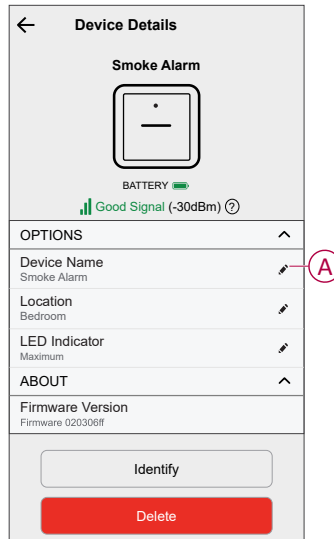 Device Details
Smoke Alarm
BATTERY
Good Signal (-30dBm) ?
OPTIONS
Device Name
Smoke Alarm
A
Location
Bedroom
LED Indicator
Maximum
ABOUT
Firmware Version
Firmware 020306ff
Identify
Delete